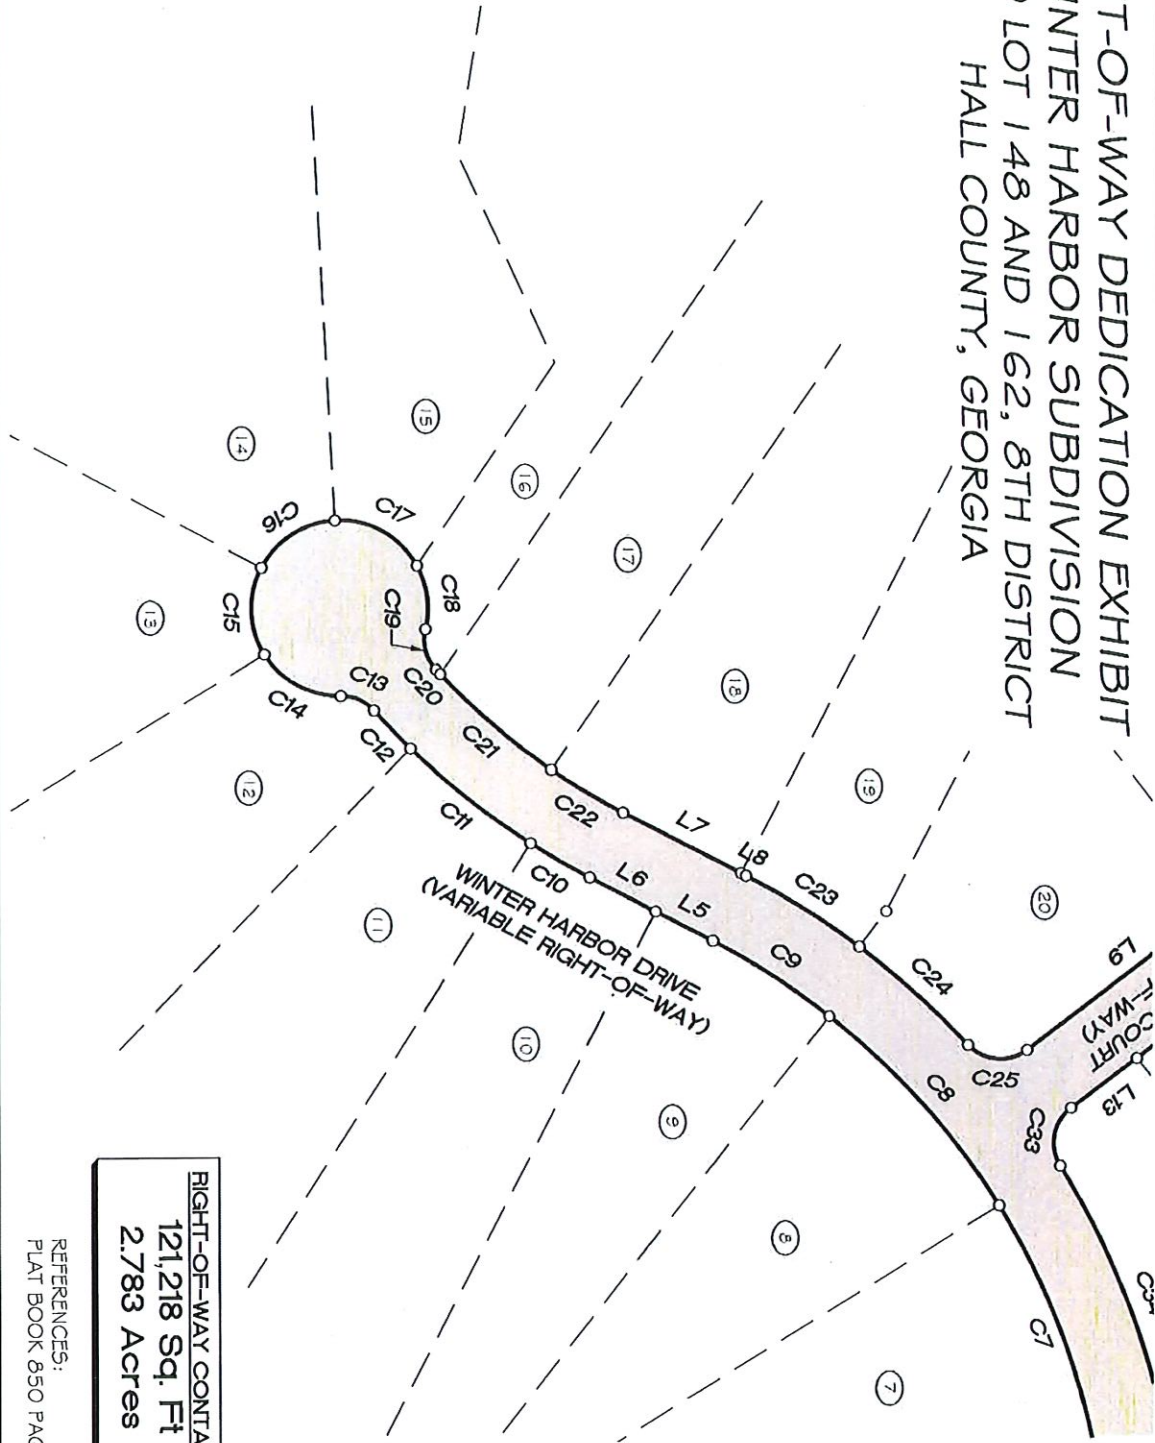 T-OF-WAY DEDICATION EXHIBIT
INTER HARBOR SUBDIVISION
LOT 148 AND 162, 8TH DISTRICT
HALL COUNTY, GEORGIA
20
L9
COURT
F-WAY)
L13
C25
C33
C34
C24
19
C23
L8
L7
18
C8
C7
C9
17
C22
L5
L6
WINTER HARBOR DRIVE
(VARIABLE RIGHT-OF-WAY)
C10
C21
16
C20
C19
C18
15
C17
C16
14
C15
13
C14
C13
C12
C11
12
11
10
9
8
7
RIGHT-OF-WAY CONTA
121,218 Sq. Ft
2.783 Acres
REFERENCES:
PLAT BOOK 850 PAG